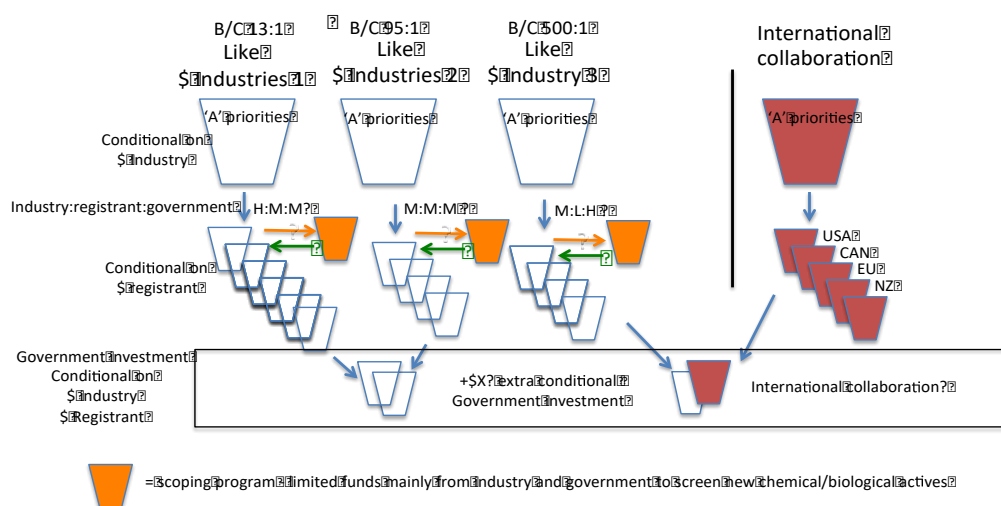 B/C 13:1
Like
$ Industries 1
B/C 95:1
Like
$ Industries 2
B/C 500:1
Like
$ Industry 3
International
collaboration
‘A’ priorities
‘A’ priorities
‘A’ priorities
‘A’ priorities
Conditional on
$ Industry
Industry:registrant:government
H:M:M?
M:M:M?
M:L:H ?
?
?
?
?
?
?
Conditional on
$ registrant
USA
CAN
EU
NZ
Government Investment
Conditional on
$ Industry
$ Registrant
+$X? extra conditional
Government Investment
International collaboration?
= scoping program - limited funds mainly from industry and government to screen new chemical/biological actives